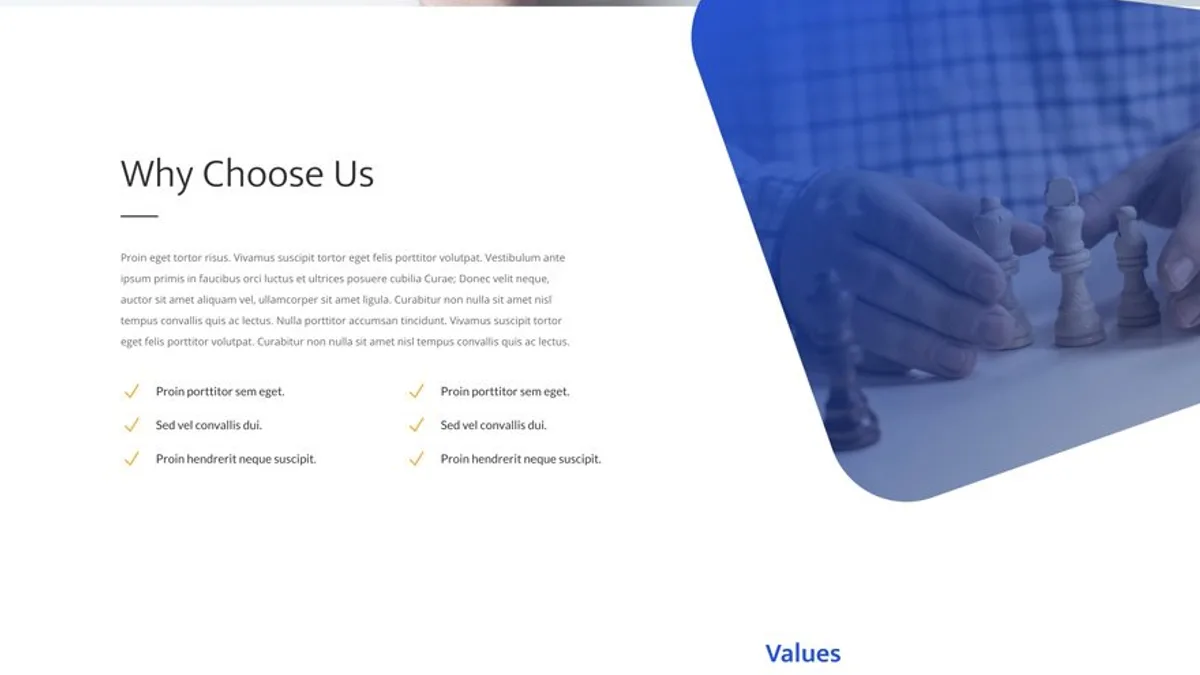 Why Choose Us
Proin eget tortor risus. Vivamus suscipit tortor eget felis porttitor volutpat. Vestibulum ante
ipsum primis in faucibus orci luctus et ultrices posuere cubilia Curae; Donec velit neque,
auctor sit amet aliquam vel, ullamcorper sit amet ligula. Curabitur non nulla sit amet nisl
tempus convallis quis ac lectus. Nulla porttitor accumsan tincidunt. Vivamus suscipit tortor
eget felis porttitor volutpat. Curabitur non nulla sit amet nisl tempus convallis quis ac lectus.
Proin porttitor sem eget.
Sed vel convallis dui.
Proin hendrerit neque suscipit.
Proin porttitor sem eget.
Sed vel convallis dui.
Proin hendrerit neque suscipit.
Values